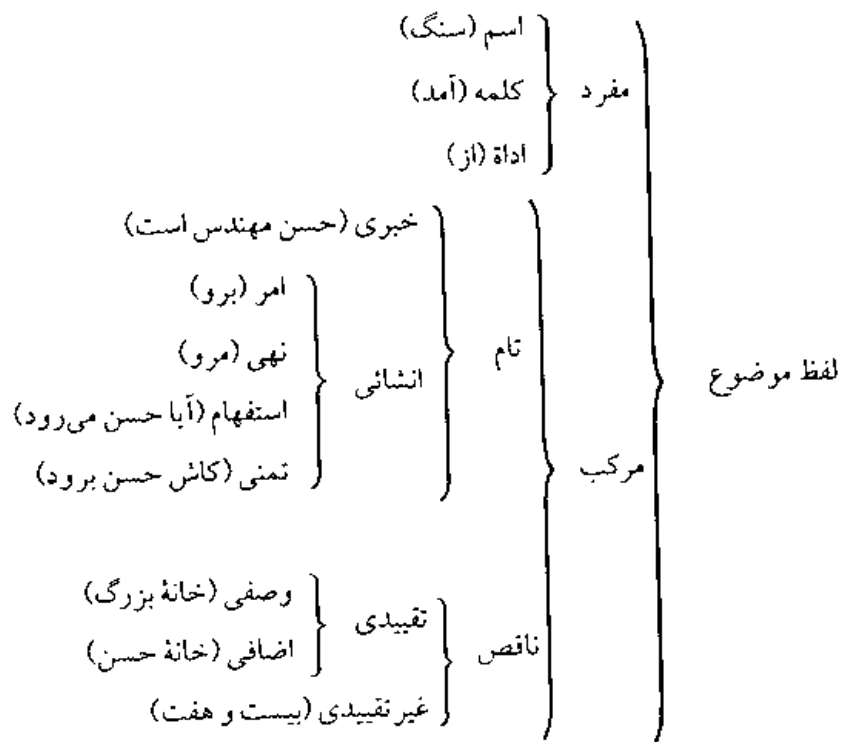 اسم (سنگ)
مفرد کلمه (آمد)
اداة (از)
خبری (حسن مهندس است)
امر (برو)
تام
نهی (مرو)
لفظ موضوع
انشائی
استفهام (آیا حسن می‌رود)
مرکب
تمنی (کاش حسن برود)
وصفی (خانهٔ بزرگ)
تقییدی
ناقص
اضافی (خانهٔ حسن)
غیر تقییدی (بیست و هفت)